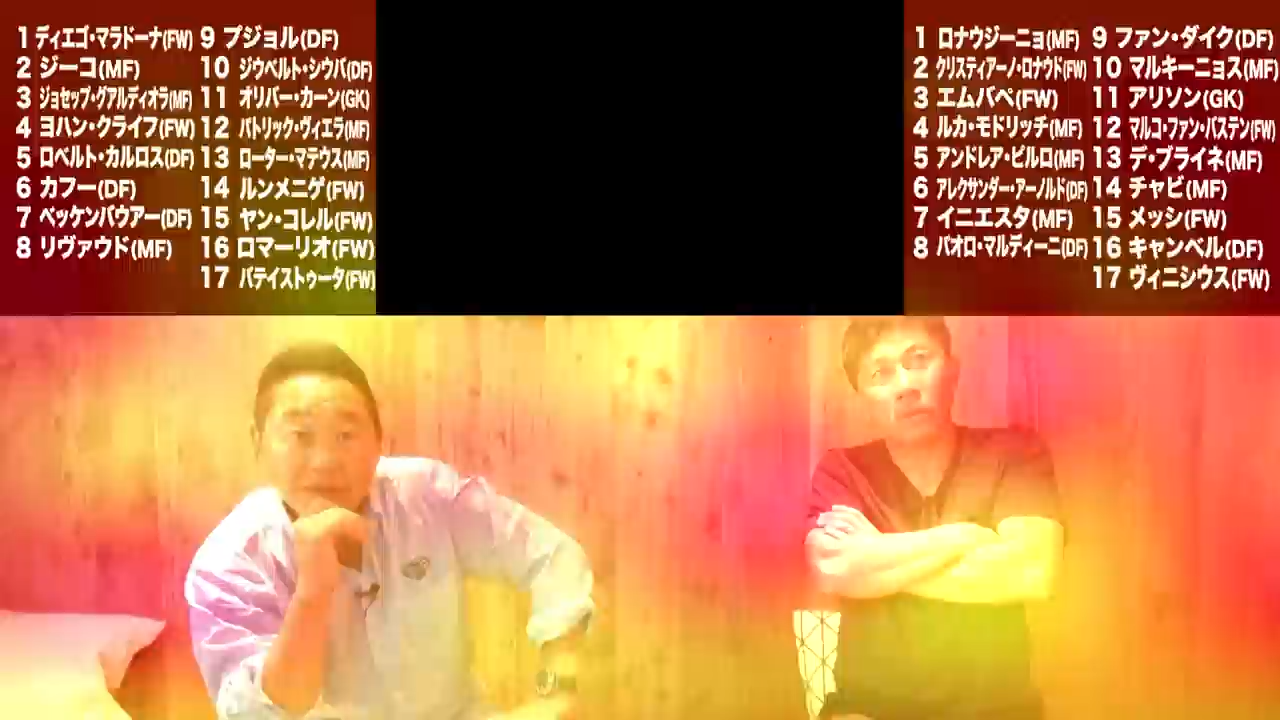 1 ディエゴ・マラドーナ(FW)
2 ジーコ(MF)
3 ジョセップ・グアルディオラ(MF)
4 ヨハン・クライフ(FW)
5 ロベルト・カルロス(DF)
6 カフー(DF)
7 ベッケンバウアー(DF)
8 リヴァウド(MF)
9 プジョル(DF)
10 ジウベルト・シウバ(DF)
11 オリバー・カーン(GK)
12 パトリック・ヴィエラ(MF)
13 ローター・マテウス(MF)
14 ルンメニゲ(FW)
15 ヤン・コレル(FW)
16 ロマーリオ(FW)
17 バティストゥータ(FW)
1 ロナウジーニョ(MF)
2 クリスティアーノ・ロナウド(FW)
3 エムバペ(FW)
4 ルカ・モドリッチ(MF)
5 アンドレア・ピルロ(MF)
6 アレクサンダー・アーノルド(DF)
7 イニエスタ(MF)
8 パオロ・マルディーニ(DF)
9 ファン・ダイク(DF)
10 マルキーニョス(MF)
11 アリソン(GK)
12 マルコ・ファン・バステン(FW)
13 デ・ブライネ(MF)
14 チャビ(MF)
15 メッシ(FW)
16 キャンベル(DF)
17 ヴィニシウス(FW)